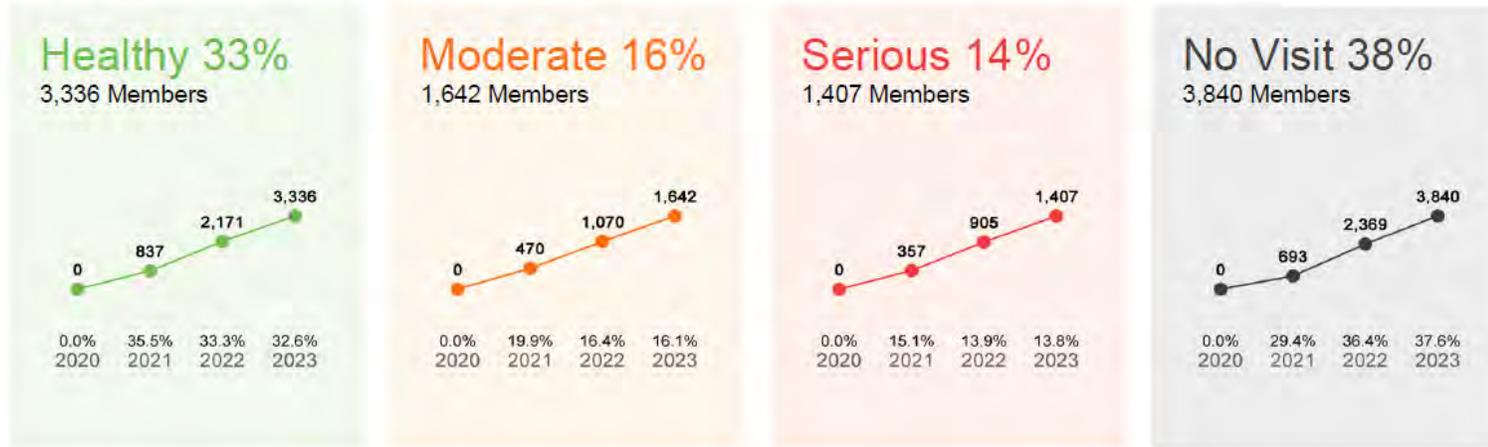 Healthy 33%
3,336 Members
3,336
2,171
837
0
0.0% 35.5% 33.3% 32.6%
2020 2021 2022 2023
Moderate 16%
1,642 Members
1,642
1,070
470
0
0.0% 19.9% 16.4% 16.1%
2020 2021 2022 2023
Serious 14%
1,407 Members
1,407
905
357
0
0.0% 15.1% 13.9% 13.8%
2020 2021 2022 2023
No Visit 38%
3,840 Members
3,840
2,369
693
0
0.0% 29.4% 36.4% 37.6%
2020 2021 2022 2023